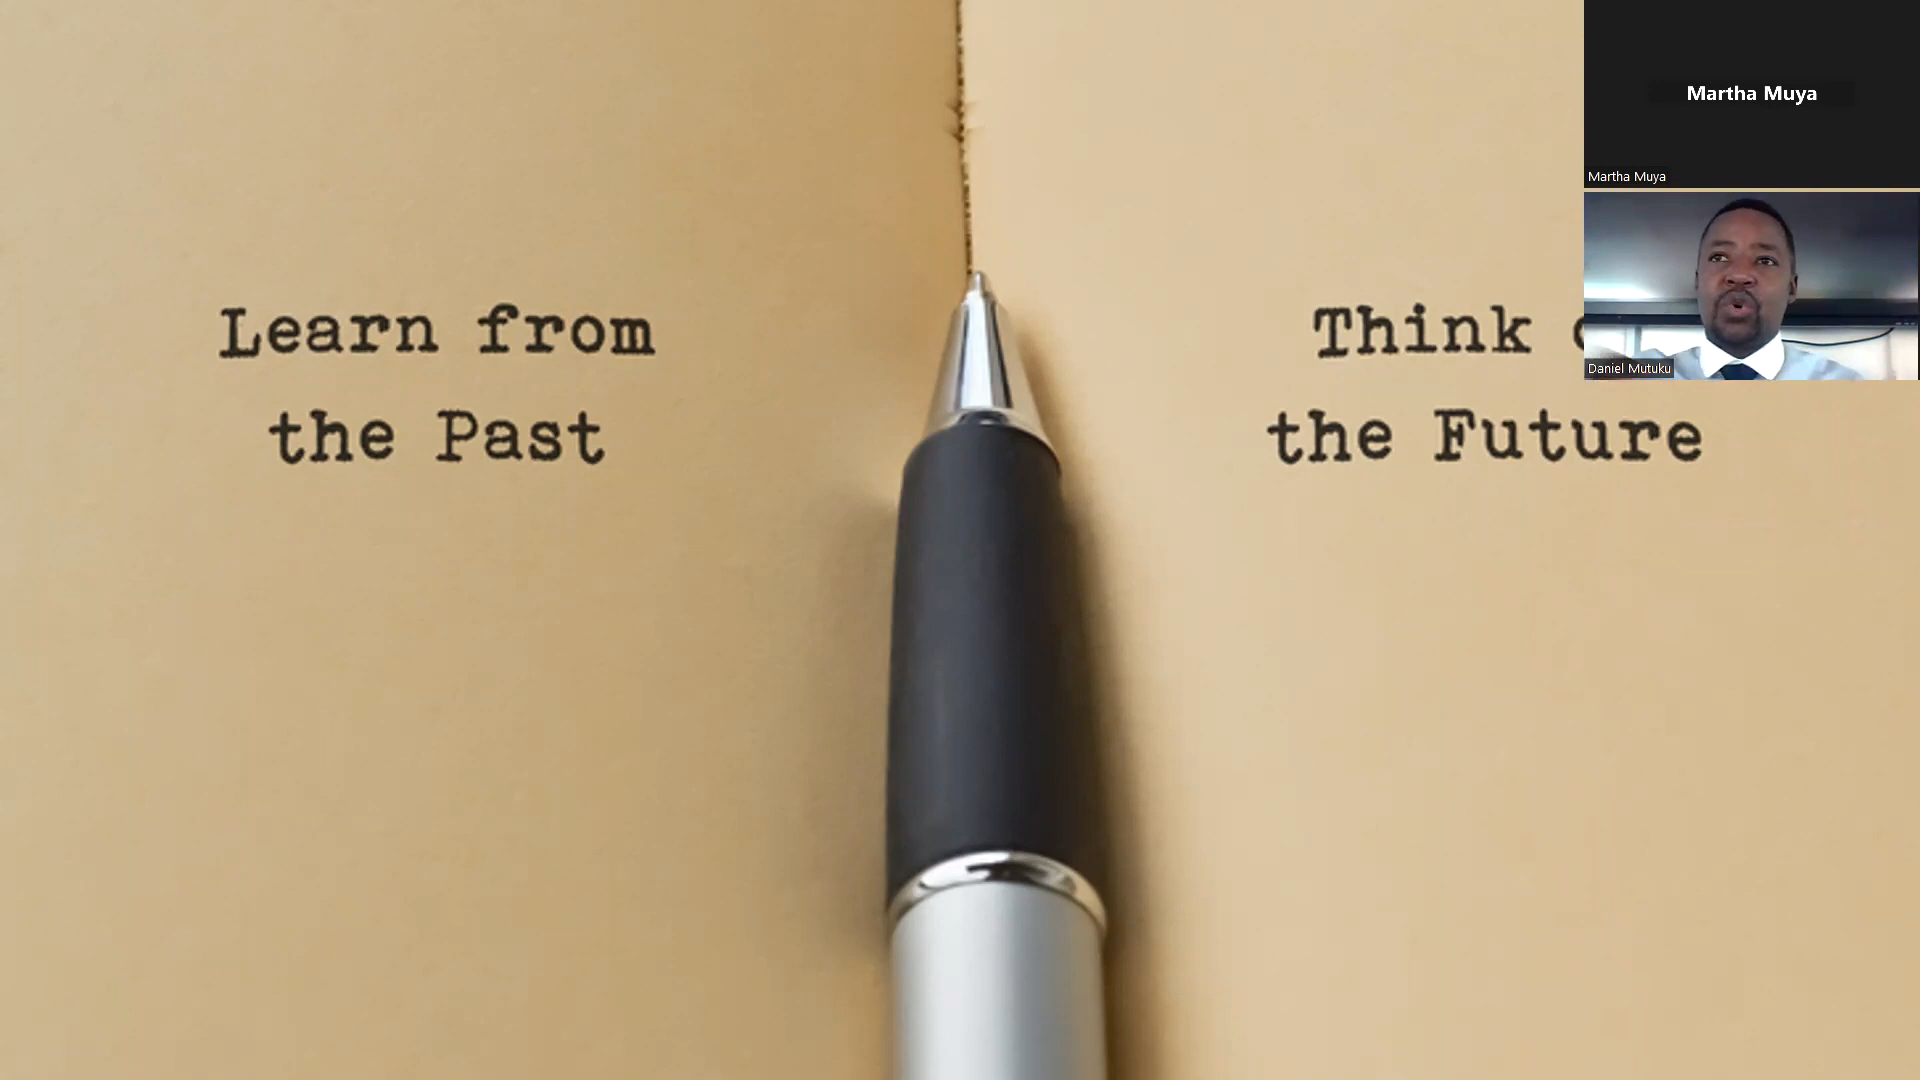 Learn from
the Past
Think
the Future
Martha Muya
Martha Muya
Daniel Mutuku